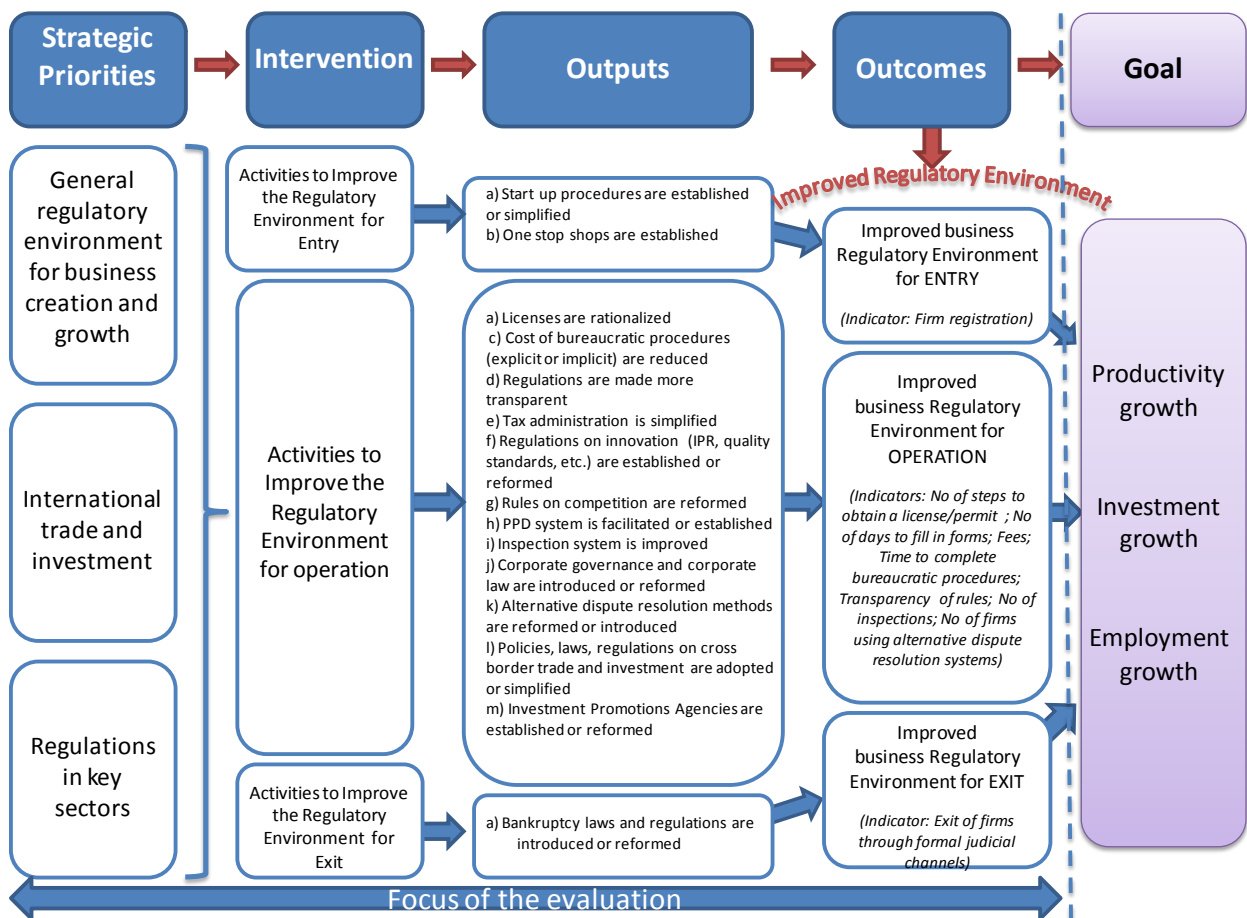 Strategic
Priorities
Intervention
Outputs
Outcomes
Goal
General
regulatory
environment
for business
creation and
growth
International
trade and
investment
Regulations
in key
sectors
Activities to Improve
the Regulatory
Environment for
Entry
Activities to
Improve the
Regulatory
Environment
for operation
Activities to Improve
the Regulatory
Environment for
Exit
a) Start up procedures are established
or simplified
b) One stop shops are established
a) Licenses are rationalized
c) Cost of bureaucratic procedures
(explicit or implicit) are reduced
d) Regulations are made more
transparent
e) Tax administration is simplified
f) Regulations on innovation (IPR, quality
standards, etc.) are established or
reformed
g) Rules on competition are reformed
h) PPD system is facilitated or established
i) Inspection system is improved
j) Corporate governance and corporate
law are introduced or reformed
k) Alternative dispute resolution methods
are reformed or introduced
l) Policies, laws, regulations on cross
border trade and investment are adopted
or simplified
m) Investment Promotions Agencies are
established or reformed
a) Bankruptcy laws and regulations are
introduced or reformed
Improved Regulatory Environment
Improved business
Regulatory Environment
for ENTRY
(Indicator: Firm registration)
Improved
business Regulatory
Environment for
OPERATION
(Indicators: No of steps to
obtain a license/permit ; No
of days to fill in forms; Fees;
Time to complete
bureaucratic procedures;
Transparency of rules; No of
inspections; No of firms
using alternative dispute
resolution systems)
Improved
business Regulatory
Environment for EXIT
(Indicator: Exit of firms
through formal judicial
channels)
Productivity
growth
Investment
growth
Employment
growth
Focus of the evaluation